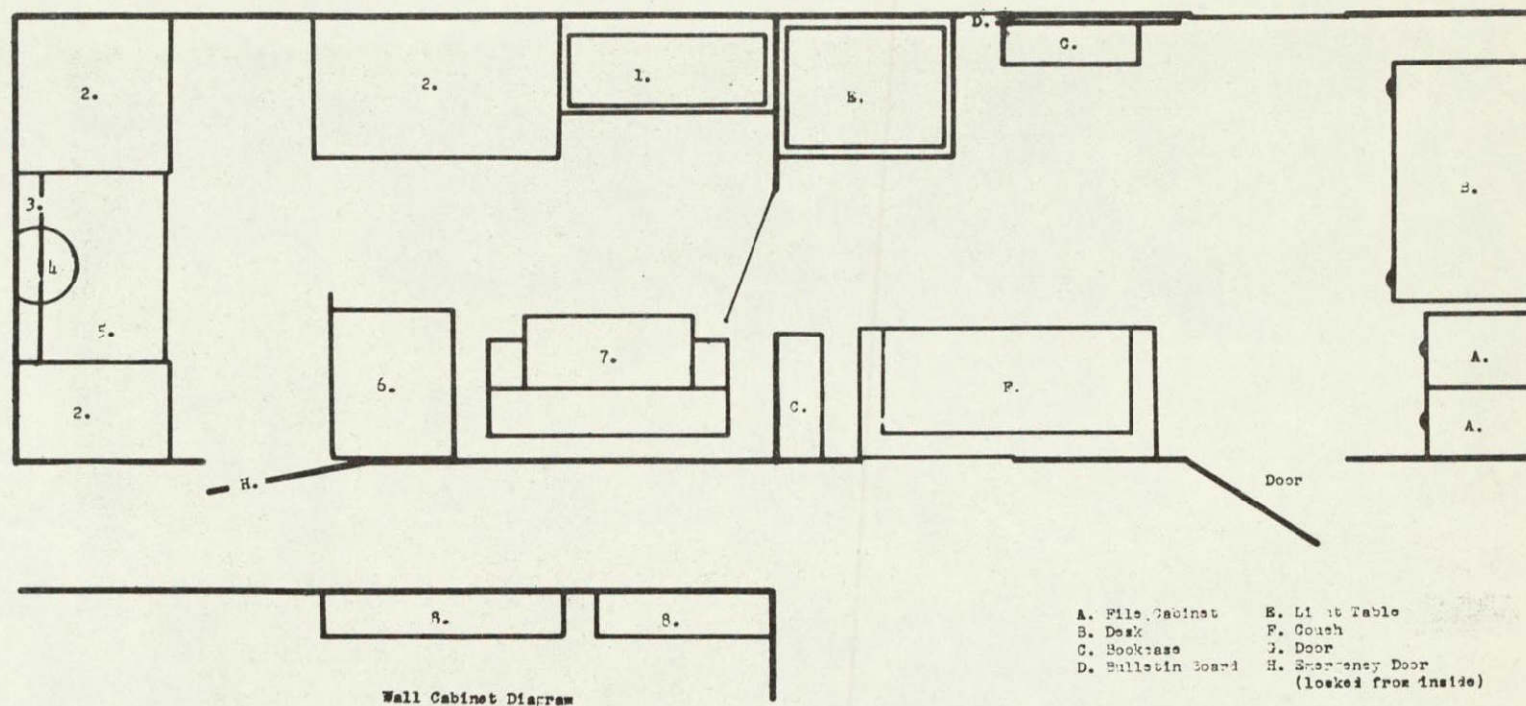 D.
C.
2.
2.
1.
E.
B.
3.
4
5.
7.
A.
6.
F.
2.
C.
A.
H.
Door
8.
8.
A. File Cabinet
B. Desk
C. Bookcase
D. Bulletin Board
E. Table
F. Couch
G. Door
H. Emergency Door
(locked from inside)
Wall Cabinet Diagram